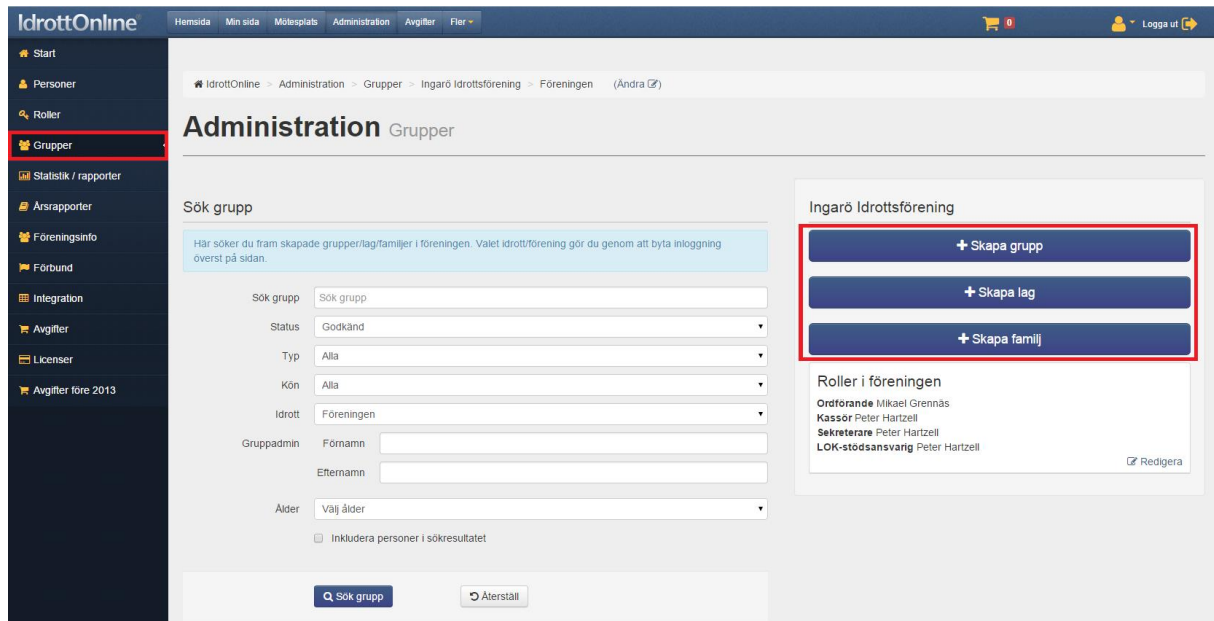 IdrottOnline
Hemsida Min sida Mötesplats Administration Avgifter Fler
0
Logga ut
Start
Personer
Roller
Grupper
Statistik / rapporter
Årsrapporter
Föreningsinfo
Förbund
Integration
Avgifter
Licenser
Avgifter före 2013
IdrottOnline > Administration > Grupper > Ingarö Idrottsförening > Föreningen (Ändra)
Administration Grupper
Sök grupp
Här söker du fram skapade grupper/lag/familjer i föreningen. Valet idrott/förening gör du genom att byta inloggning
överst på sidan.
Sök grupp Sök grupp
Status Godkänd
Typ Alla
Kön Alla
Idrott Föreningen
Gruppadmin Förnamn
Efternamn
Ålder Välj ålder
Inkludera personer i sökresultatet
Sök grupp Återställ
Ingarö Idrottsförening
+ Skapa grupp
+ Skapa lag
+ Skapa familj
Roller i föreningen
Ordförande Mikael Grennäs
Kassör Peter Hartzell
Sekreterare Peter Hartzell
LOK-stödsansvarig Peter Hartzell
Redigera